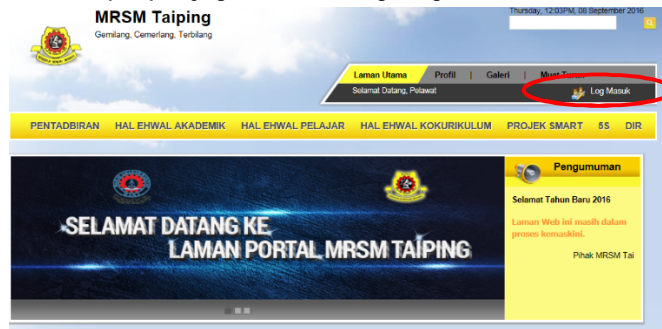 MRSM Taiping
Gemilang, Cemerlang, Terbilang
Thursday, 12:03PM, 08 September 2016
Laman Utama Profil | Galeri | Muat Turun
Selamat Datang, Pelawat
Log Masuk
PENTADBIRAN HAL EHWAL AKADEMIK HAL EHWAL PELAJAR HAL EHWAL KOKURIKULUM PROJEK SMART 5S DIR
SELAMAT DATANG KE
LAMAN PORTAL MRSM TAIPING
Pengumuman
Selamat Tahun Baru 2016
Laman Web ini masih dalam
proses kemaskini.
Pihak MRSM Tai